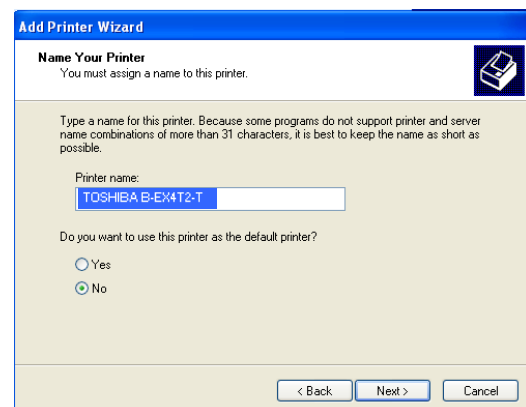 Add Printer Wizard
Name Your Printer
You must assign a name to this printer.
Type a name for this printer. Because some programs do not support printer and server
name combinations of more than 31 characters, it is best to keep the name as short as
possible.
Printer name:
TOSHIBA B-EX4T2-T
Do you want to use this printer as the default printer?
Yes
No
< Back Next > Cancel